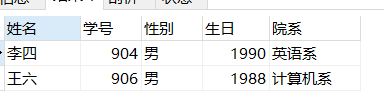 姓名 学号 性别 生日 院系
李四 904 男 1990 英语系
王六 906 男 1988 计算机系